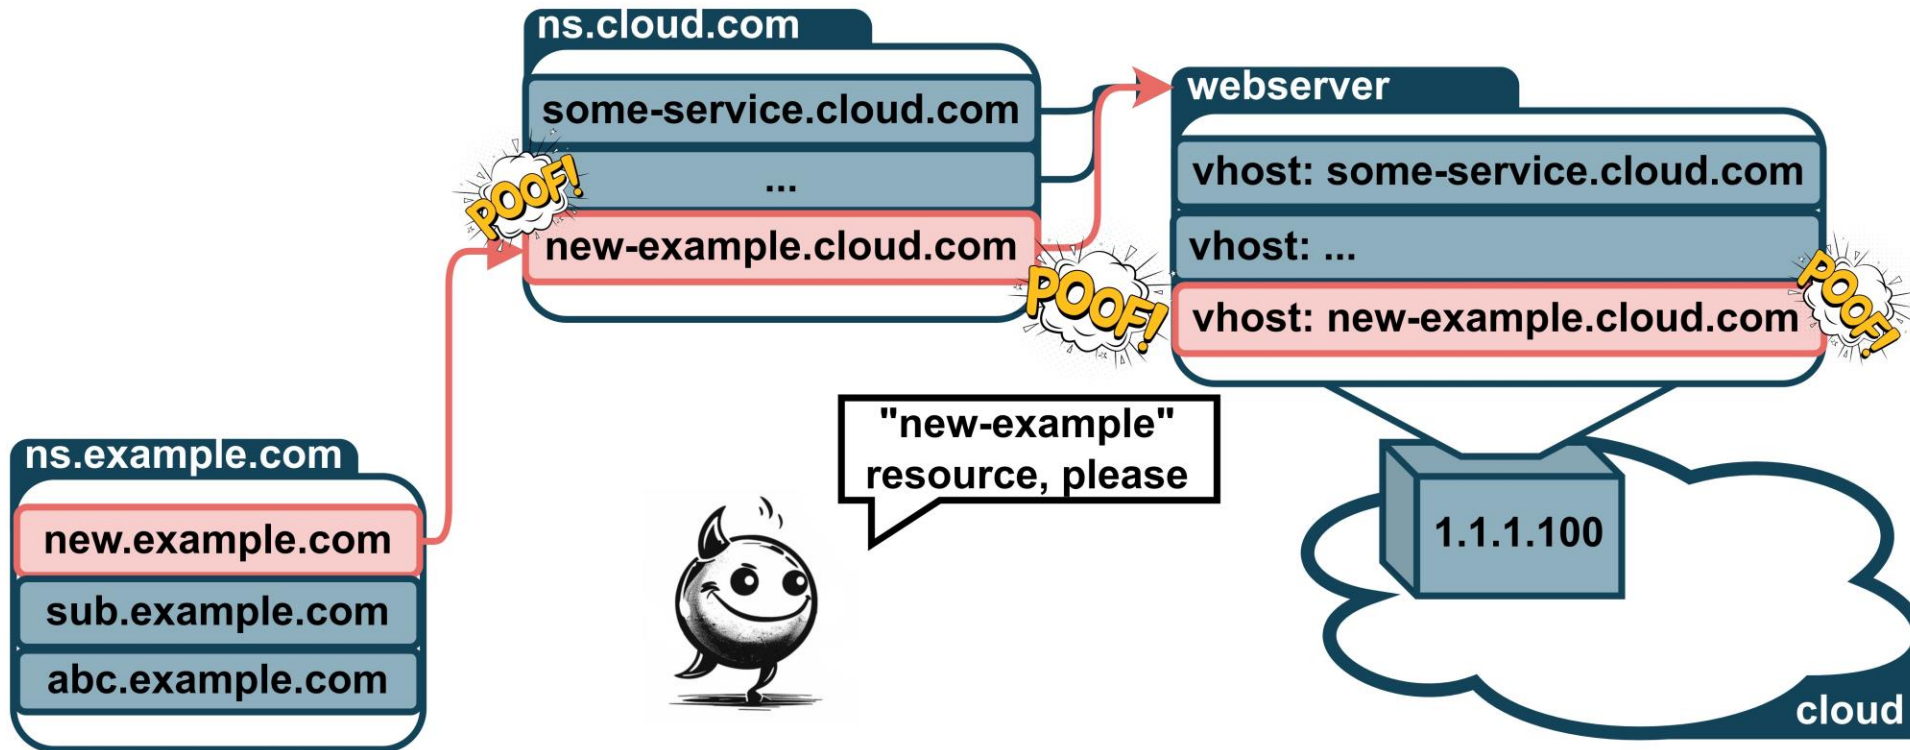 ns.cloud.com
some-service.cloud.com
...
new-example.cloud.com
POOF!
POOF!
webserver
vhost: some-service.cloud.com
vhost: ...
vhost: new-example.cloud.com
POOF!
"new-example"
resource, please
ns.example.com
new.example.com
sub.example.com
abc.example.com
1.1.1.100
cloud